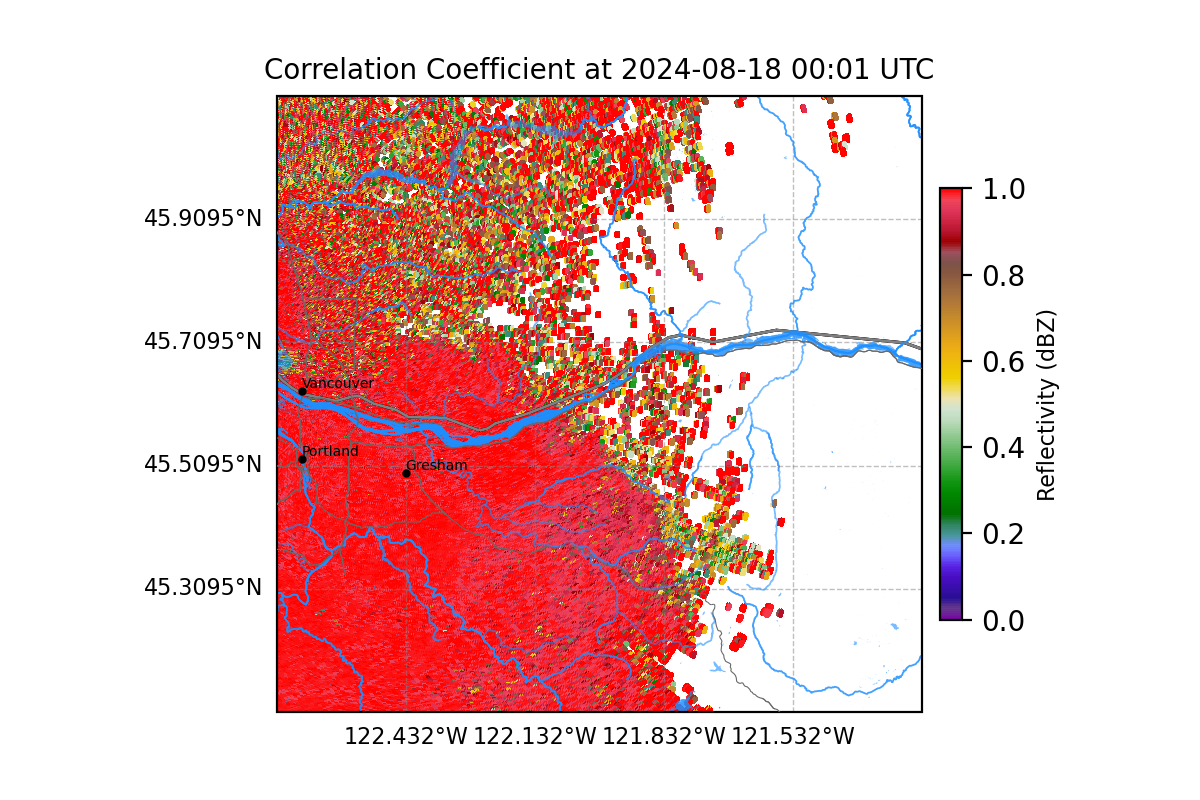 Correlation Coefficient at 2024-08-18 00:01 UTC
45.9095°N
45.7095°N
45.5095°N
45.3095°N
Vancouver
Portland
Gresham
122.432°W 122.132°W 121.832°W 121.532°W
1.0
0.8
0.6
0.4
0.2
0.0
Reflectivity (dBZ)